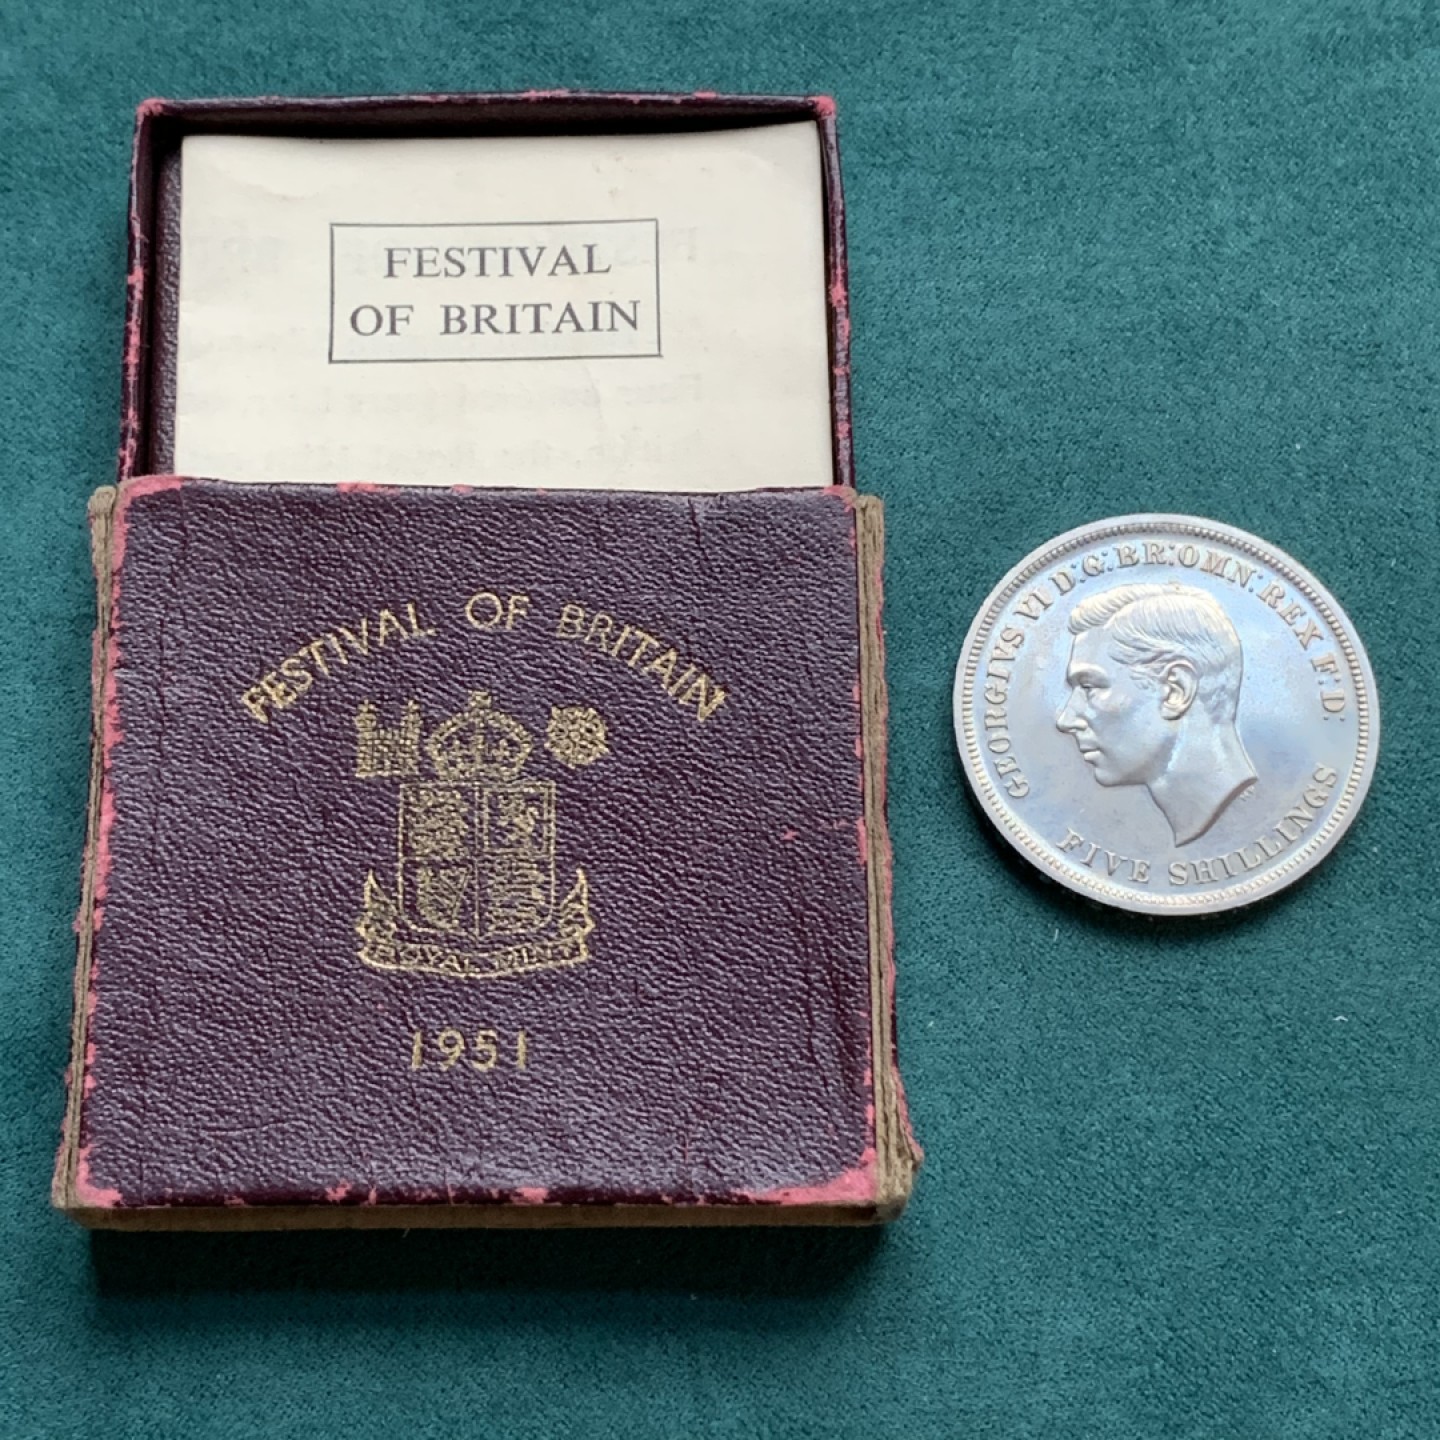 FESTIVAL
OF BRITAIN
FESTIVAL OF BRITAIN
ROYAL MINT
1951
GEORGIVS VI D:G:BR:OMN:REX F:D:
FIVE SHILLINGS